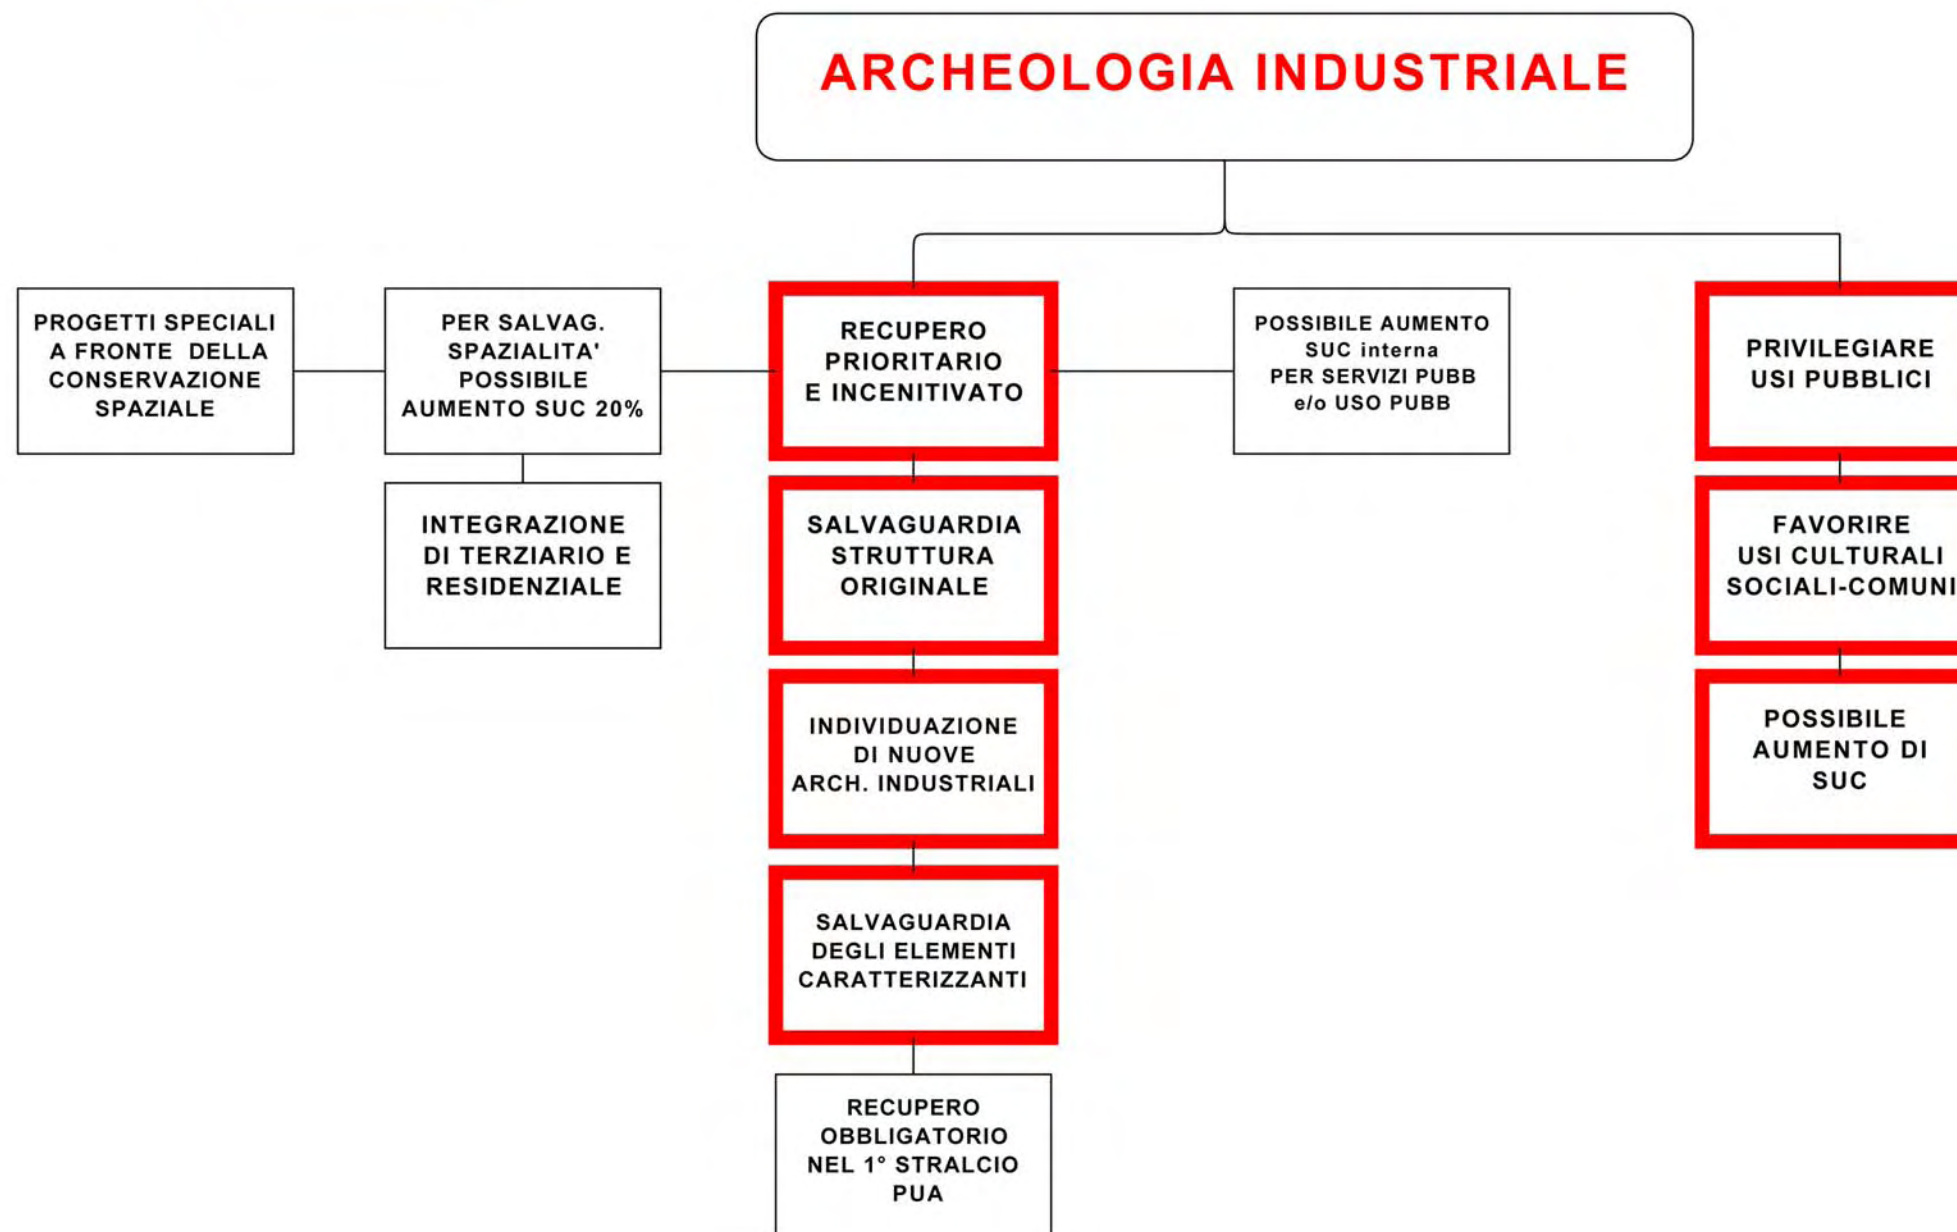 ARCHEOLOGIA INDUSTRIALE
PROGETTI SPECIALI
A FRONTE DELLA
CONSERVAZIONE
SPAZIALE
PER SALVAG.
SPAZIALITA'
POSSIBILE
AUMENTO SUC 20%
RECUPERO
PRIORITARIO
E INCENITIVATO
POSSIBILE AUMENTO
SUC interna
PER SERVIZI PUBB
e/o USO PUBB
PRIVILEGIARE
USI PUBBLICI
INTEGRAZIONE
DI TERZIARIO E
RESIDENZIALE
SALVAGUARDIA
STRUTTURA
ORIGINALE
FAVORIRE
USI CULTURALI
SOCIALI-COMUNI
INDIVIDUAZIONE
DI NUOVE
ARCH. INDUSTRIALI
POSSIBILE
AUMENTO DI
SUC
SALVAGUARDIA
DEGLI ELEMENTI
CARATTERIZZANTI
RECUPERO
OBBLIGATORIO
NEL 1° STRALCIO
PUA